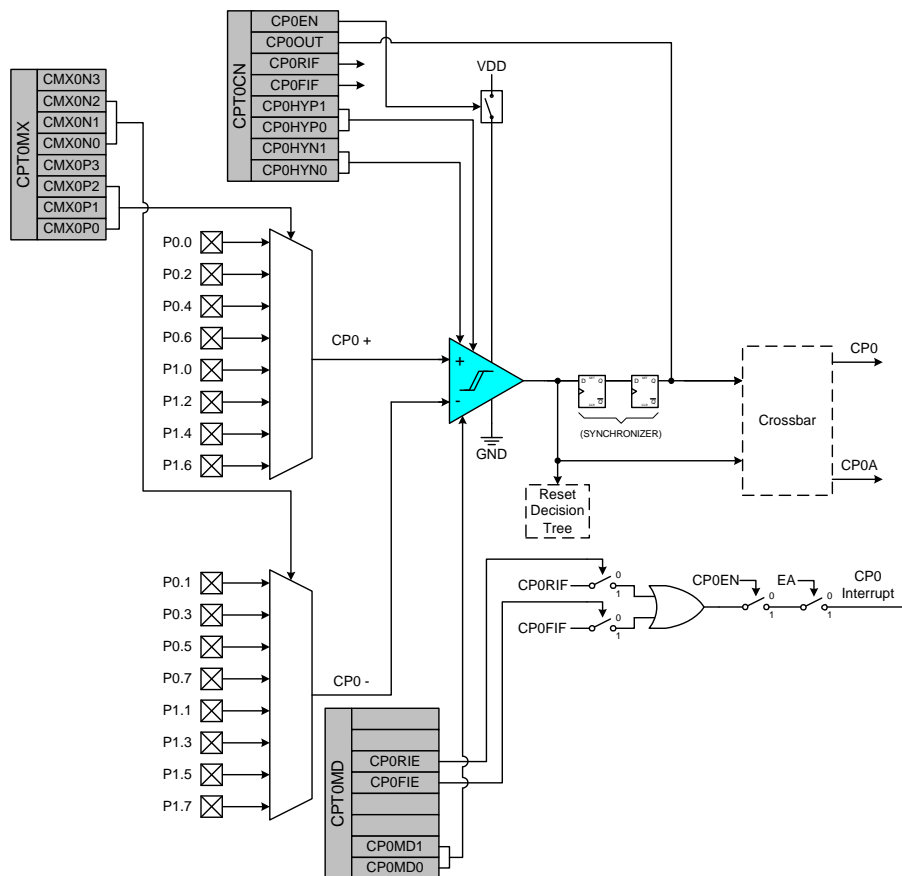 CPT0CN
CP0EN
CP0OUT
CP0RIF
CP0FIF
CP0HYP1
CP0HYP0
CP0HYN1
CP0HYN0
VDD
CPT0MX
CMX0N3
CMX0N2
CMX0N1
CMX0N0
CMX0P3
CMX0P2
CMX0P1
CMX0P0
P0.0
P0.2
P0.4
P0.6
P1.0
P1.2
P1.4
P1.6
CP0 +
+
-
GND
D
SET
CLR
Q
Q
D
SET
CLR
Q
Q
(SYNCHRONIZER)
Crossbar
CP0
CP0A
Reset
Decision
Tree
P0.1
P0.3
P0.5
P0.7
P1.1
P1.3
P1.5
P1.7
CP0 -
CP0RIF
0
1
CP0FIF
0
1
CP0EN
0
1
EA
0
1
CP0
Interrupt
CPT0MD
CP0RIE
CP0FIE
CP0MD1
CP0MD0